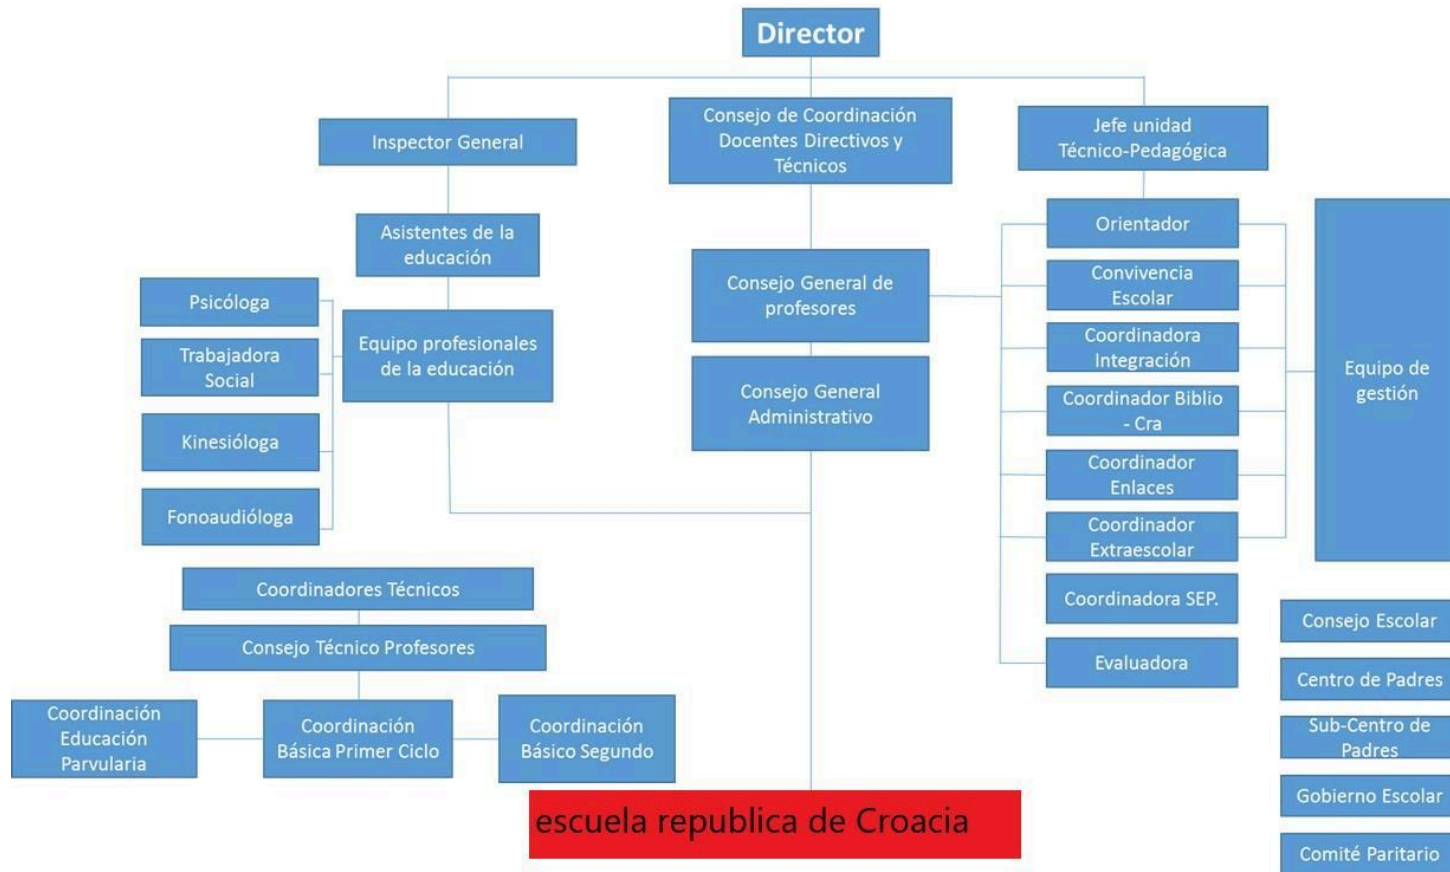 Director
Inspector General
Consejo de Coordinación
Docentes Directivos y
Técnicos
Jefe unidad
Técnico-Pedagógica
Asistentes de la
educación
Equipo profesionales
de la educación
Psicóloga
Trabajadora
Social
Kinesióloga
Fonoaudióloga
Consejo General de
profesores
Consejo General
Administrativo
Orientador
Convivencia
Escolar
Coordinadora
Integración
Coordinador Biblio
- Cra
Coordinador
Enlaces
Coordinador
Extraescolar
Coordinadora SEP.
Evaluadora
Equipo de
gestión
Coordinadores Técnicos
Consejo Técnico Profesores
Coordinación
Educación
Parvularia
Coordinación
Básica Primer Ciclo
Coordinación
Básico Segundo
Consejo Escolar
Centro de Padres
Sub-Centro de
Padres
Gobierno Escolar
Comité Paritario
escuela republica de Croacia